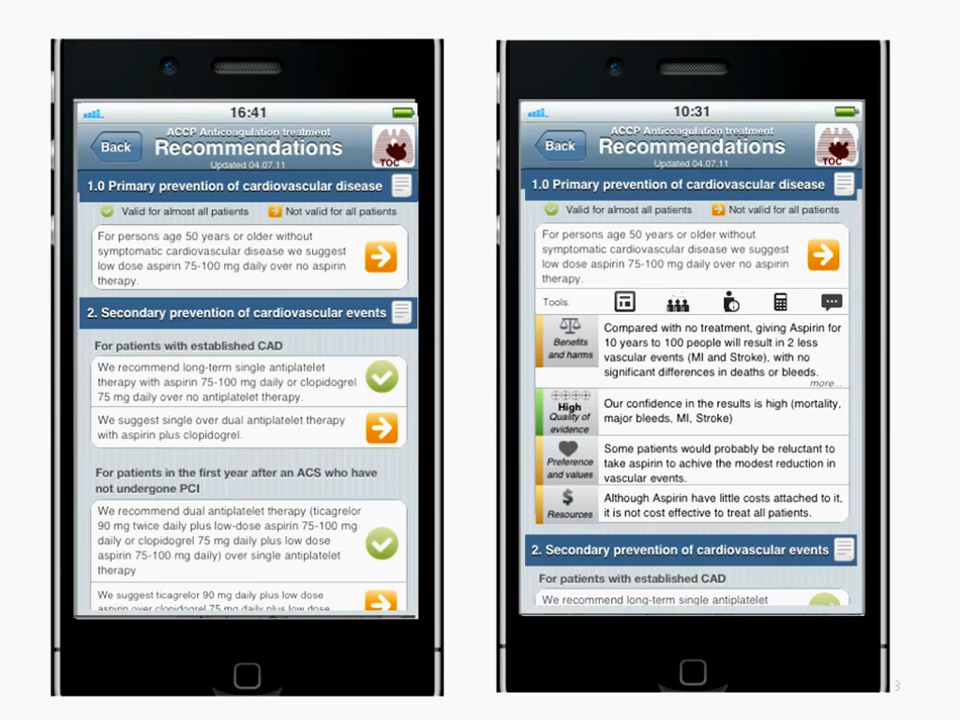 16:41
ACCP Anticoagulation treatment
Back
Recommendations
Updated 04.07.11
TOC
1.0 Primary prevention of cardiovascular disease
Valid for almost all patients
Not valid for all patients
For persons age 50 years or older without
symptomatic cardiovascular disease we suggest
low dose aspirin 75-100 mg daily over no aspirin
therapy.
2. Secondary prevention of cardiovascular events
For patients with established CAD
We recommend long-term single antiplatelet
therapy with aspirin 75-100 mg daily or clopidogrel
75 mg daily over no antiplatelet therapy.
We suggest single over dual antiplatelet therapy
with aspirin plus clopidogrel.
For patients in the first year after an ACS who have
not undergone PCI
We recommend dual antiplatelet therapy (ticagrelor
90 mg twice daily plus low-dose aspirin 75-100 mg
daily or clopidogrel 75 mg daily plus low dose
aspirin 75-100 mg daily) over single antiplatelet
therapy
We suggest ticagrelor 90 mg daily plus low dose
aspirin over clopidogrel 75 mg daily plus low dose
10:31
ACCP Anticoagulation treatment
Back
Recommendations
Updated 04.07.11
TOC
1.0 Primary prevention of cardiovascular disease
Valid for almost all patients
Not valid for all patients
For persons age 50 years or older without
symptomatic cardiovascular disease we suggest
low dose aspirin 75-100 mg daily over no aspirin
therapy.
Tools:
Benefits
and harms
Compared with no treatment, giving Aspirin for
10 years to 100 people will result in 2 less
vascular events (MI and Stroke), with no
significant differences in deaths or bleeds.
more...
High
Quality of
evidence
Our confidence in the results is high (mortality,
major bleeds, MI, Stroke)
Preference
and values
Some patients would probably be reluctant to
take aspirin to achive the modest reduction in
vascular events.
Resources
Although Aspirin have little costs attached to it,
it is not cost effective to treat all patients.
2. Secondary prevention of cardiovascular events
For patients with established CAD
We recommend long-term single antiplatelet
3